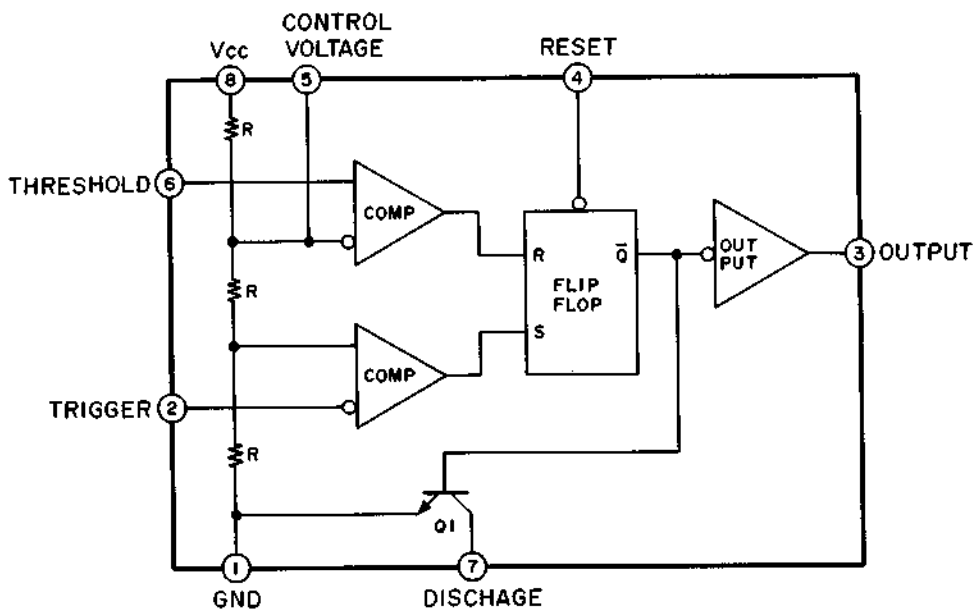 Vcc
CONTROL
VOLTAGE
RESET
8
5
4
R
THRESHOLD
6
COMP
R
Q̅
OUT
PUT
3
OUTPUT
R
FLIP
FLOP
S
COMP
TRIGGER
2
R
Q1
1
7
GND
DISCHAGE